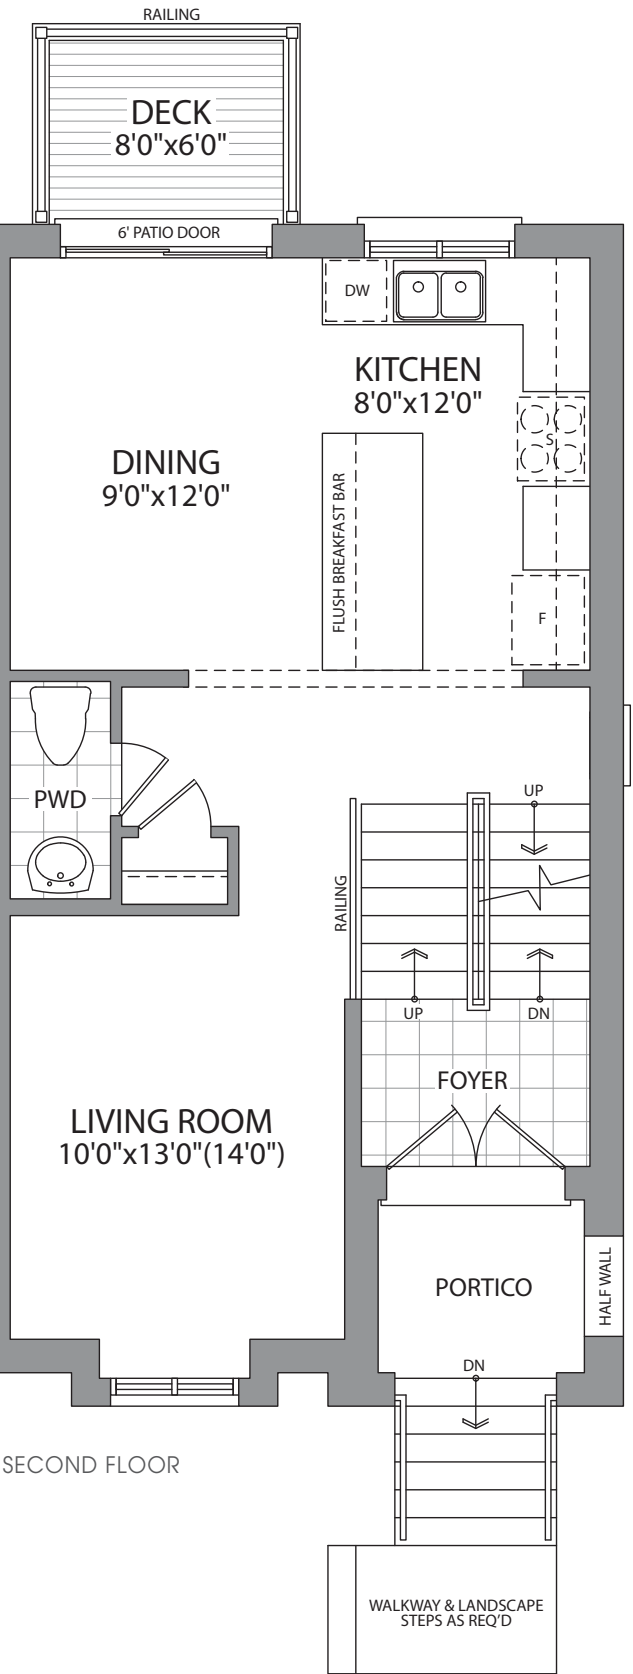 RAILING
DECK
8'0"x6'0"
6' PATIO DOOR
DW
KITCHEN
8'0"x12'0"
S
DINING
9'0"x12'0"
FLUSH BREAKFAST BAR
F
PWD
UP
RAILING
UP
DN
FOYER
LIVING ROOM
10'0"x13'0"(14'0")
PORTICO
HALF WALL
DN
SECOND FLOOR
WALKWAY & LANDSCAPE
STEPS AS REQ'D